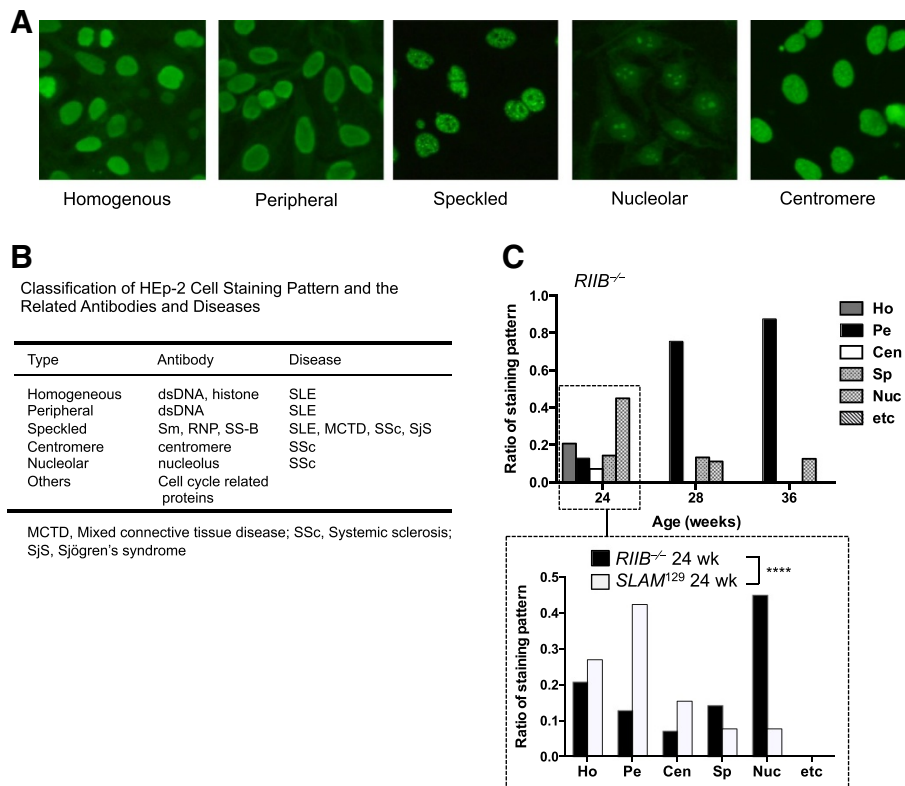 A
Homogenous
Peripheral
Speckled
Nucleolar
Centromere
B
Classification of HEp-2 Cell Staining Pattern and the
Related Antibodies and Diseases
Type Antibody Disease
Homogeneous dsDNA, histone SLE
Peripheral dsDNA SLE
Speckled Sm, RNP, SS-B SLE, MCTD, SSc, SjS
Centromere centromere SSc
Nucleolar nucleolus SSc
Others Cell cycle related
proteins
MCTD, Mixed connective tissue disease; SSc, Systemic sclerosis;
SjS, Sjögren's syndrome
C
RIIB–/–
Ratio of staining pattern
1.0
0.8
0.6
0.4
0.2
0.0
24 28 36
Age (weeks)
Ho
Pe
Cen
Sp
Nuc
etc
RIIB–/– 24 wk
SLAM129 24 wk
****
Ratio of staining pattern
0.5
0.4
0.3
0.2
0.1
0.0
Ho Pe Cen Sp Nuc etc